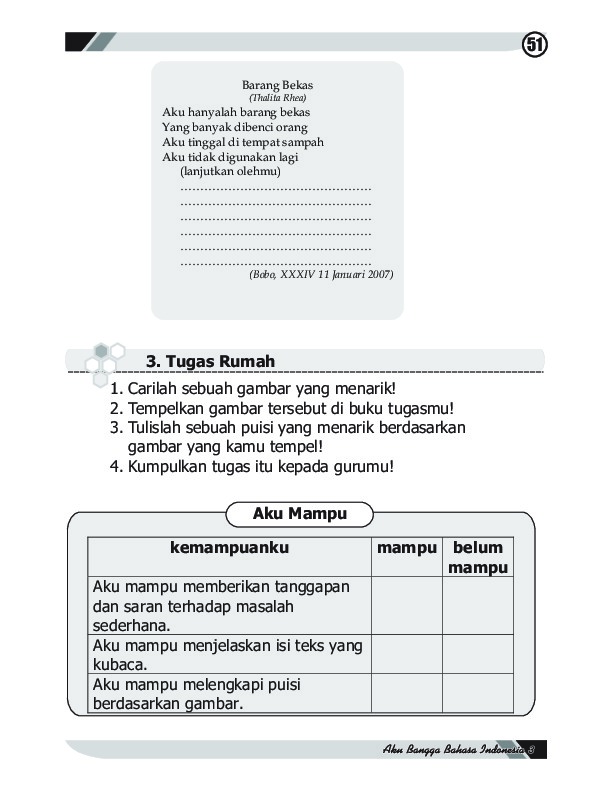 51
Barang Bekas
(Thalita Rhea)
Aku hanyalah barang bekas
Yang banyak dibenci orang
Aku tinggal di tempat sampah
Aku tidak digunakan lagi
(lanjutkan olehmu)
................................................
................................................
................................................
................................................
................................................
................................................
(Bobo, XXXIV 11 Januari 2007)
3. Tugas Rumah
1. Carilah sebuah gambar yang menarik!
2. Tempelkan gambar tersebut di buku tugasmu!
3. Tulislah sebuah puisi yang menarik berdasarkan
gambar yang kamu tempel!
4. Kumpulkan tugas itu kepada gurumu!
Aku Mampu
kemampuanku mampu belum
mampu
Aku mampu memberikan tanggapan
dan saran terhadap masalah
sederhana.
Aku mampu menjelaskan isi teks yang
kubaca.
Aku mampu melengkapi puisi
berdasarkan gambar.
Aku Bangga Bahasa Indonesia 3